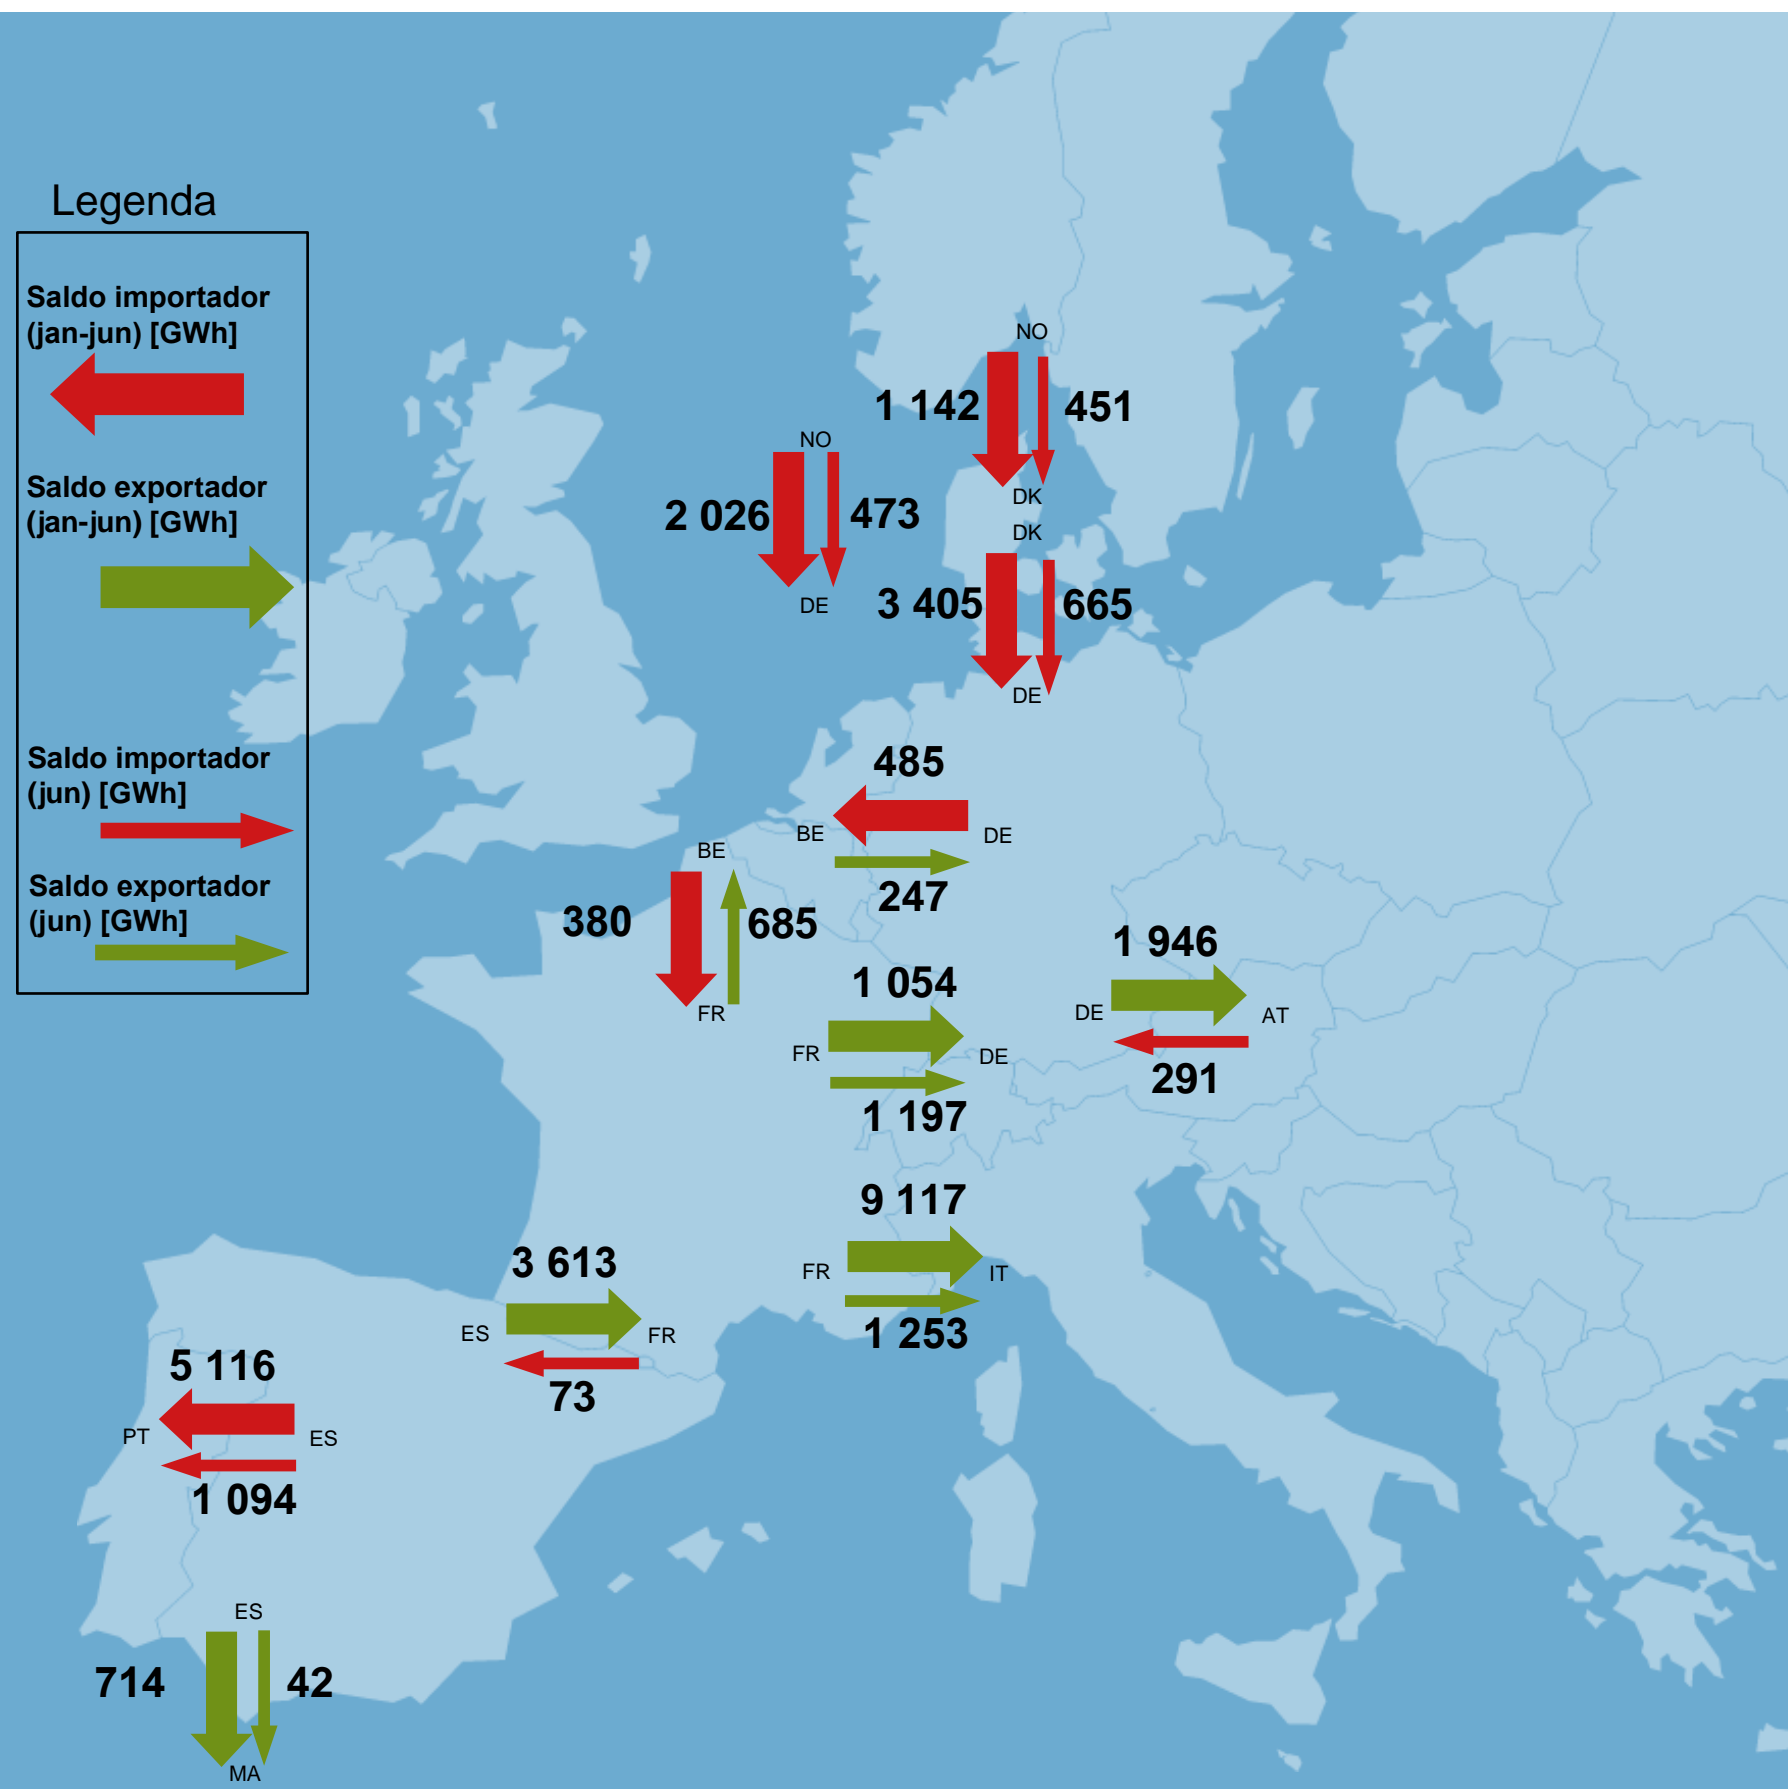 Legenda
Saldo importador
(jan-jun) [GWh]
Saldo exportador
(jan-jun) [GWh]
Saldo importador
(jun) [GWh]
Saldo exportador
(jun) [GWh]
NO
1 142
451
DK
NO
2 026
473
DE
DK
3 405
665
DE
485
BE
DE
247
BE
380
685
FR
1 946
DE
AT
291
1 054
FR
DE
1 197
9 117
FR
IT
1 253
3 613
ES
FR
73
5 116
PT
ES
1 094
ES
714
42
MA